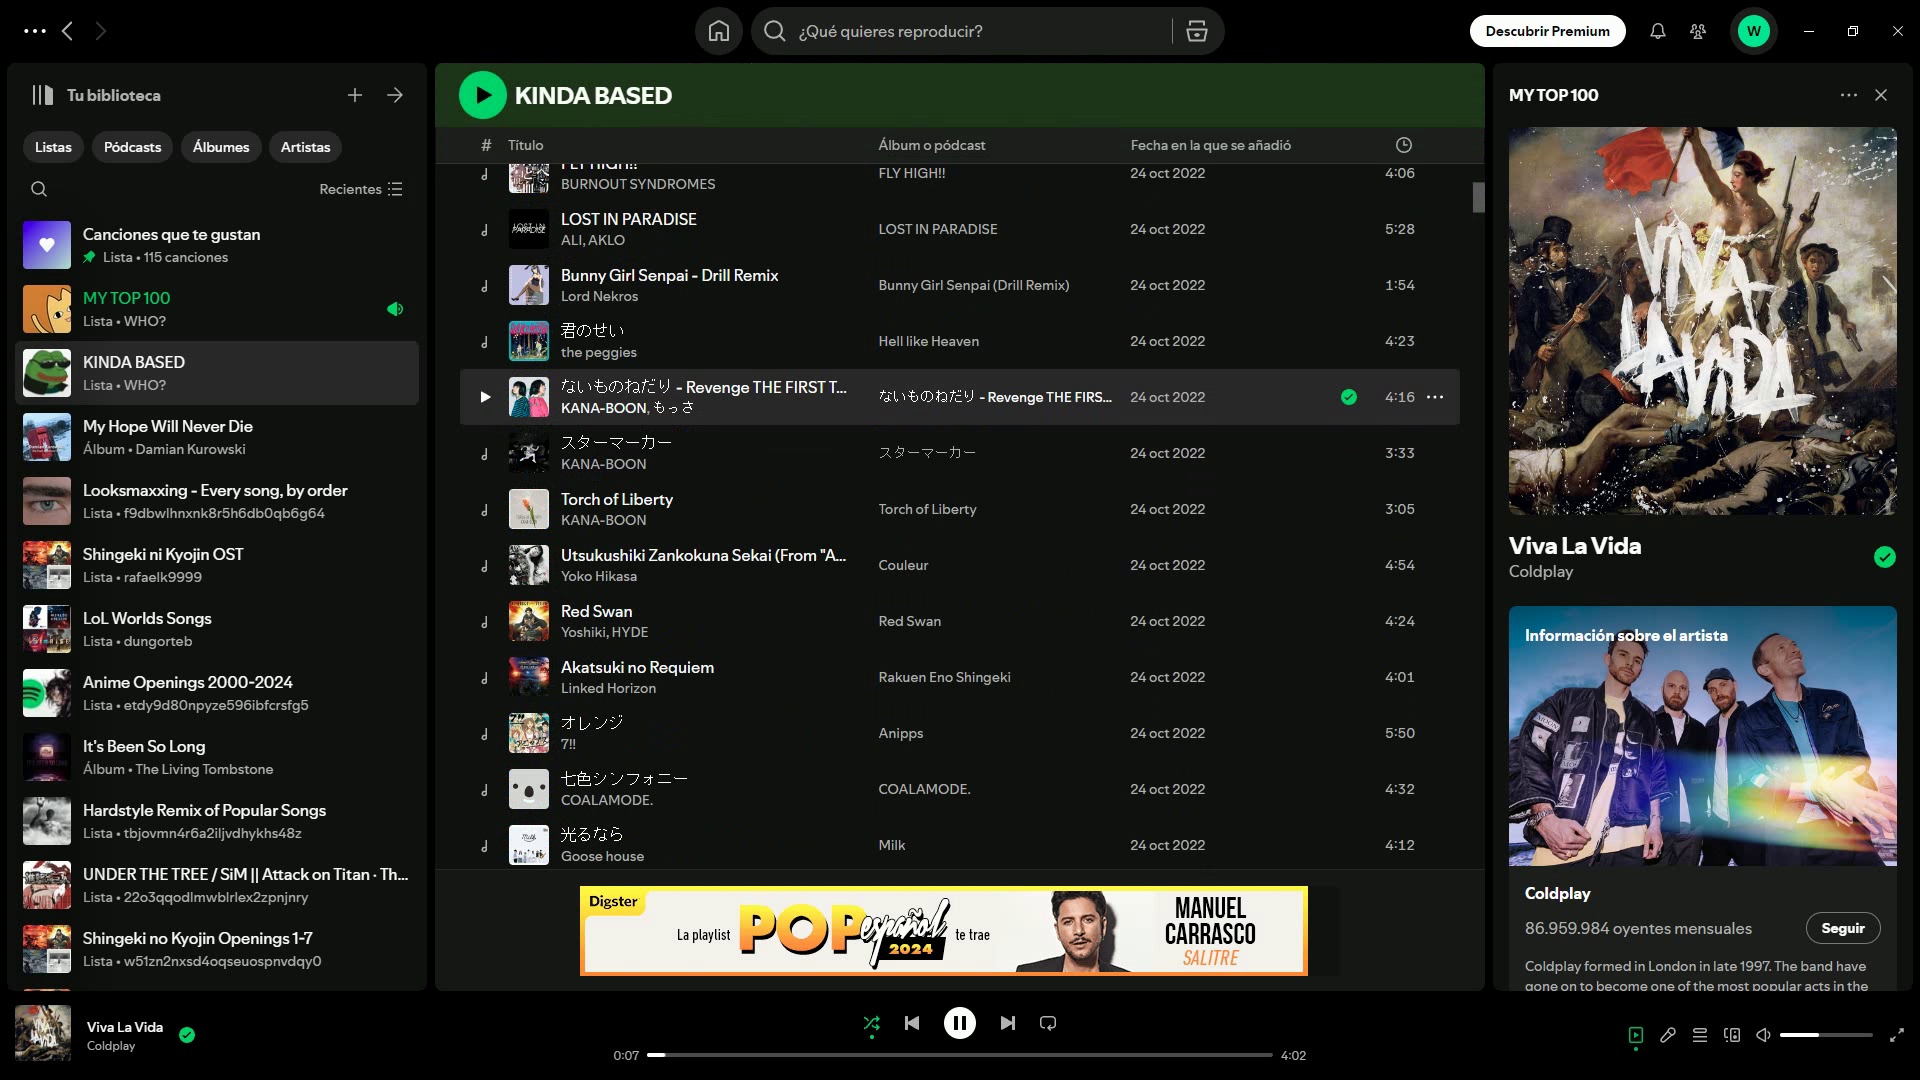 ¿Qué quieres reproducir?
Descubrir Premium
W
Tu biblioteca
Listas
Pódcasts
Álbumes
Artistas
Recientes
Canciones que te gustan
Lista • 115 canciones
MY TOP 100
Lista • WHO?
KINDA BASED
Lista • WHO?
My Hope Will Never Die
Álbum • Damian Kurowski
Looksmaxxing - Every song, by order
Lista • f9dbwlhnxnk8r5h6db0qb6g64
Shingeki ni Kyojin OST
Lista • rafaelk9999
LoL Worlds Songs
Lista • dungorteb
Anime Openings 2000-2024
Lista • etdy9d80npyze596ibfcrsfg5
It's Been So Long
Álbum • The Living Tombstone
Hardstyle Remix of Popular Songs
Lista • tbjovmn4r6a2iljvdhykhs48z
UNDER THE TREE / SiM || Attack on Titan · Th...
Lista • 22o3qqodlmwblrlex2zpnjnry
Shingeki no Kyojin Openings 1-7
Lista • w51zn2nxsd4oqseuospnvdqy0
KINDA BASED
# Título Álbum o pódcast Fecha en la que se añadió
FLY HIGH!!
BURNOUT SYNDROMES
FLY HIGH!!
24 oct 2022
4:06
LOST IN PARADISE
ALI, AKLO
LOST IN PARADISE
24 oct 2022
5:28
Bunny Girl Senpai - Drill Remix
Lord Nekros
Bunny Girl Senpai (Drill Remix)
24 oct 2022
1:54
君のせい
the peggies
Hell like Heaven
24 oct 2022
4:23
ないものねだり - Revenge THE FIRST T...
KANA-BOON, もっさ
ないものねだり - Revenge THE FIRS...
24 oct 2022
4:16
スターマーカー
KANA-BOON
スターマーカー
24 oct 2022
3:33
Torch of Liberty
KANA-BOON
Torch of Liberty
24 oct 2022
3:05
Utsukushiki Zankokuna Sekai (From "A...
Yoko Hikasa
Couleur
24 oct 2022
4:54
Red Swan
Yoshiki, HYDE
Red Swan
24 oct 2022
4:24
Akatsuki no Requiem
Linked Horizon
Rakuen Eno Shingeki
24 oct 2022
4:01
オレンジ
7!!
Anipps
24 oct 2022
5:50
七色シンフォニー
COALAMODE.
COALAMODE.
24 oct 2022
4:32
光るなら
Goose house
Milk
24 oct 2022
4:12
Digster
La playlist
POP
español
2024
te trae
MANUEL
CARRASCO
SALITRE
MY TOP 100
VIVA
LA VIDA
Viva La Vida
Coldplay
Información sobre el artista
Coldplay
86.959.984 oyentes mensuales
Seguir
Coldplay formed in London in late 1997. The band have
gone on to become one of the most popular acts in the
Viva La Vida
Coldplay
0:07
4:02